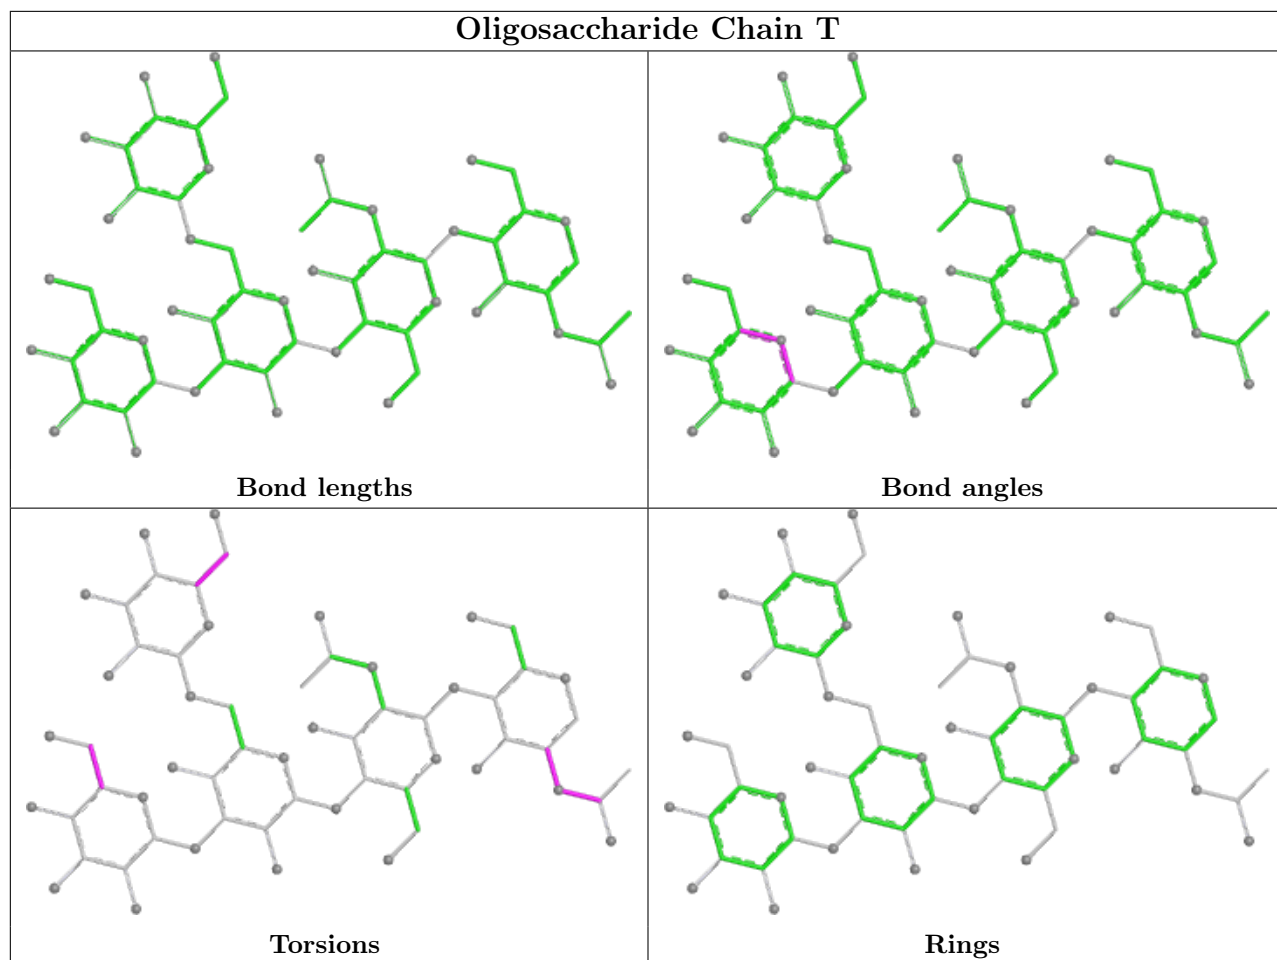 Oligosaccharide Chain T
Bond lengths
Bond angles
Torsions
Rings